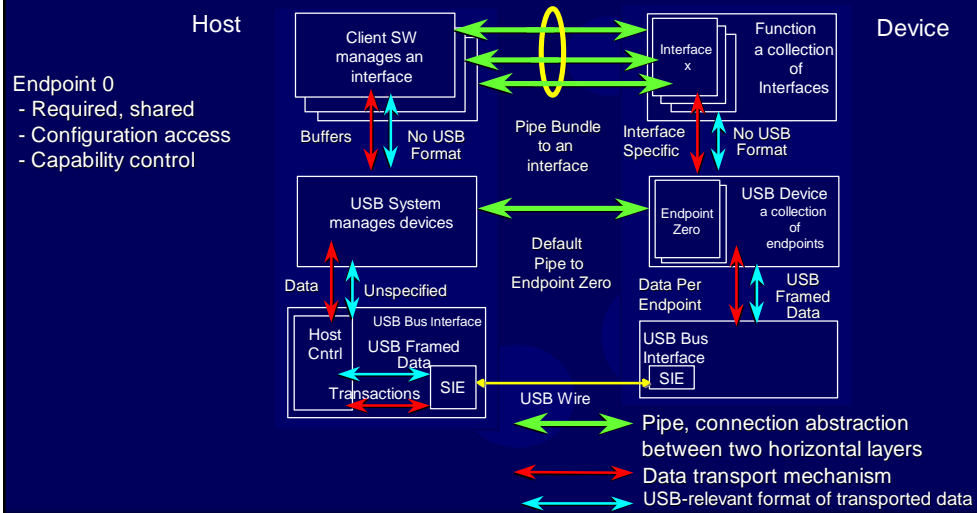 Host
Device
Endpoint 0
- Required, shared
- Configuration access
- Capability control
Client SW
manages an
interface
Interface
x
Function
a collection
of
Interfaces
Buffers
No USB
Format
Pipe Bundle
to an
interface
Interface
Specific
No USB
Format
USB System
manages devices
Default
Pipe to
Endpoint Zero
Endpoint
Zero
USB Device
a collection
of
endpoints
Data
Unspecified
Data Per
Endpoint
USB
Framed
Data
Host
Cntrl
USB Bus Interface
USB Framed
Data
Transactions
SIE
USB Wire
USB Bus
Interface
SIE
Pipe, connection abstraction
between two horizontal layers
Data transport mechanism
USB-relevant format of transported data